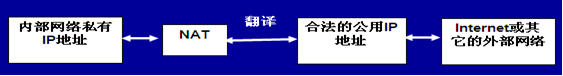 内部网络私有
IP地址
NAT
翻译
合法的公用IP
地址
Internet或其
它的外部网络